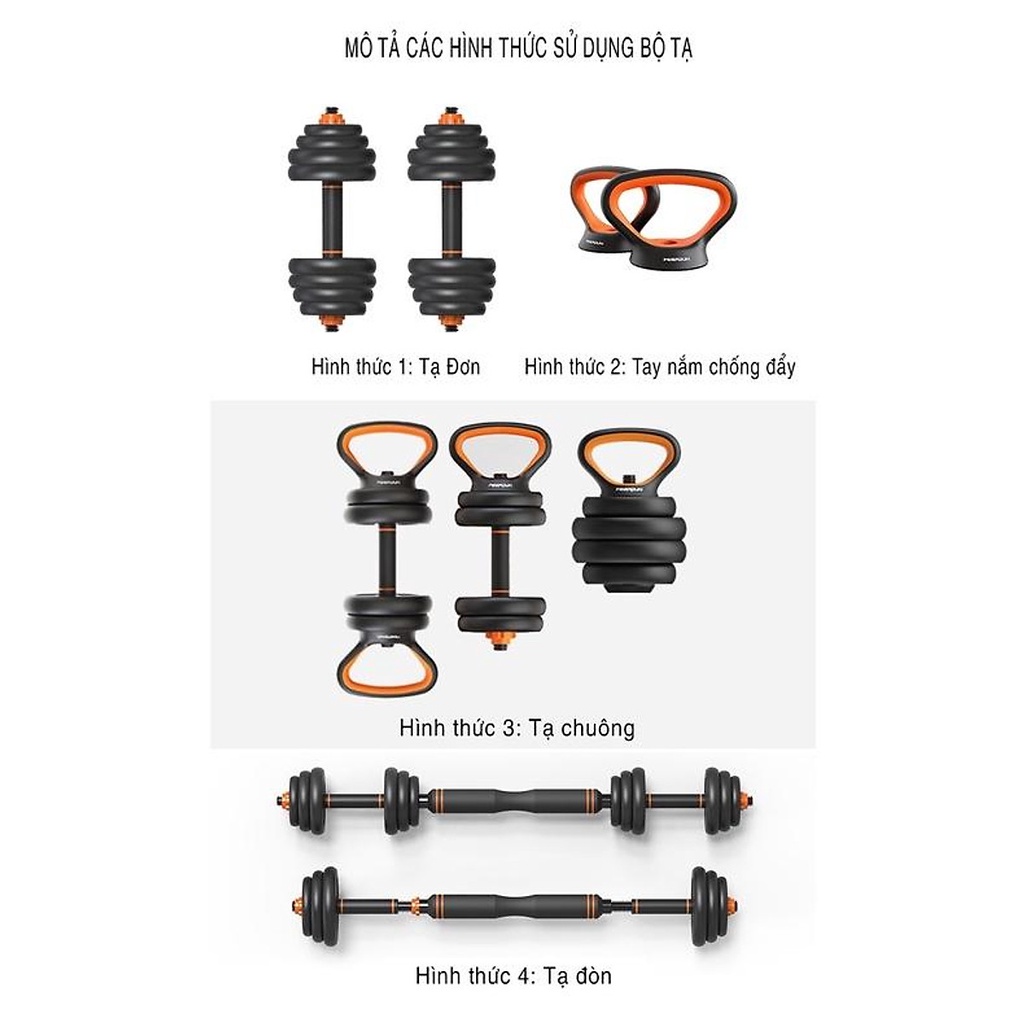 MÔ TẢ CÁC HÌNH THỨC SỬ DỤNG BỘ TẠ
Hình thức 1: Tạ Đơn
Hình thức 2: Tay nắm chống đẩy
Hình thức 3: Tạ chuông
Hình thức 4: Tạ đòn